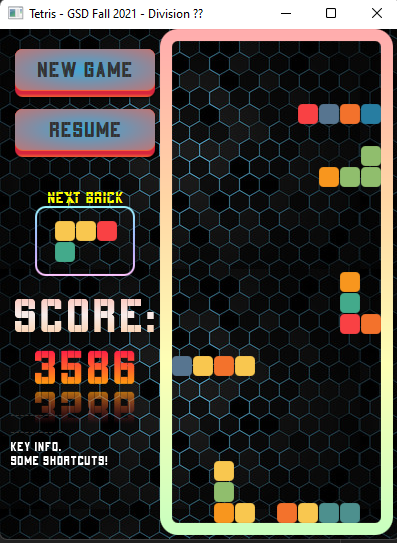 Tetris - GSD Fall 2021 - Division ??
NEW GAME
RESUME
NEXT BRICK
SCORE:
3586
KEY INFO.
SOME SHORTCUTS!